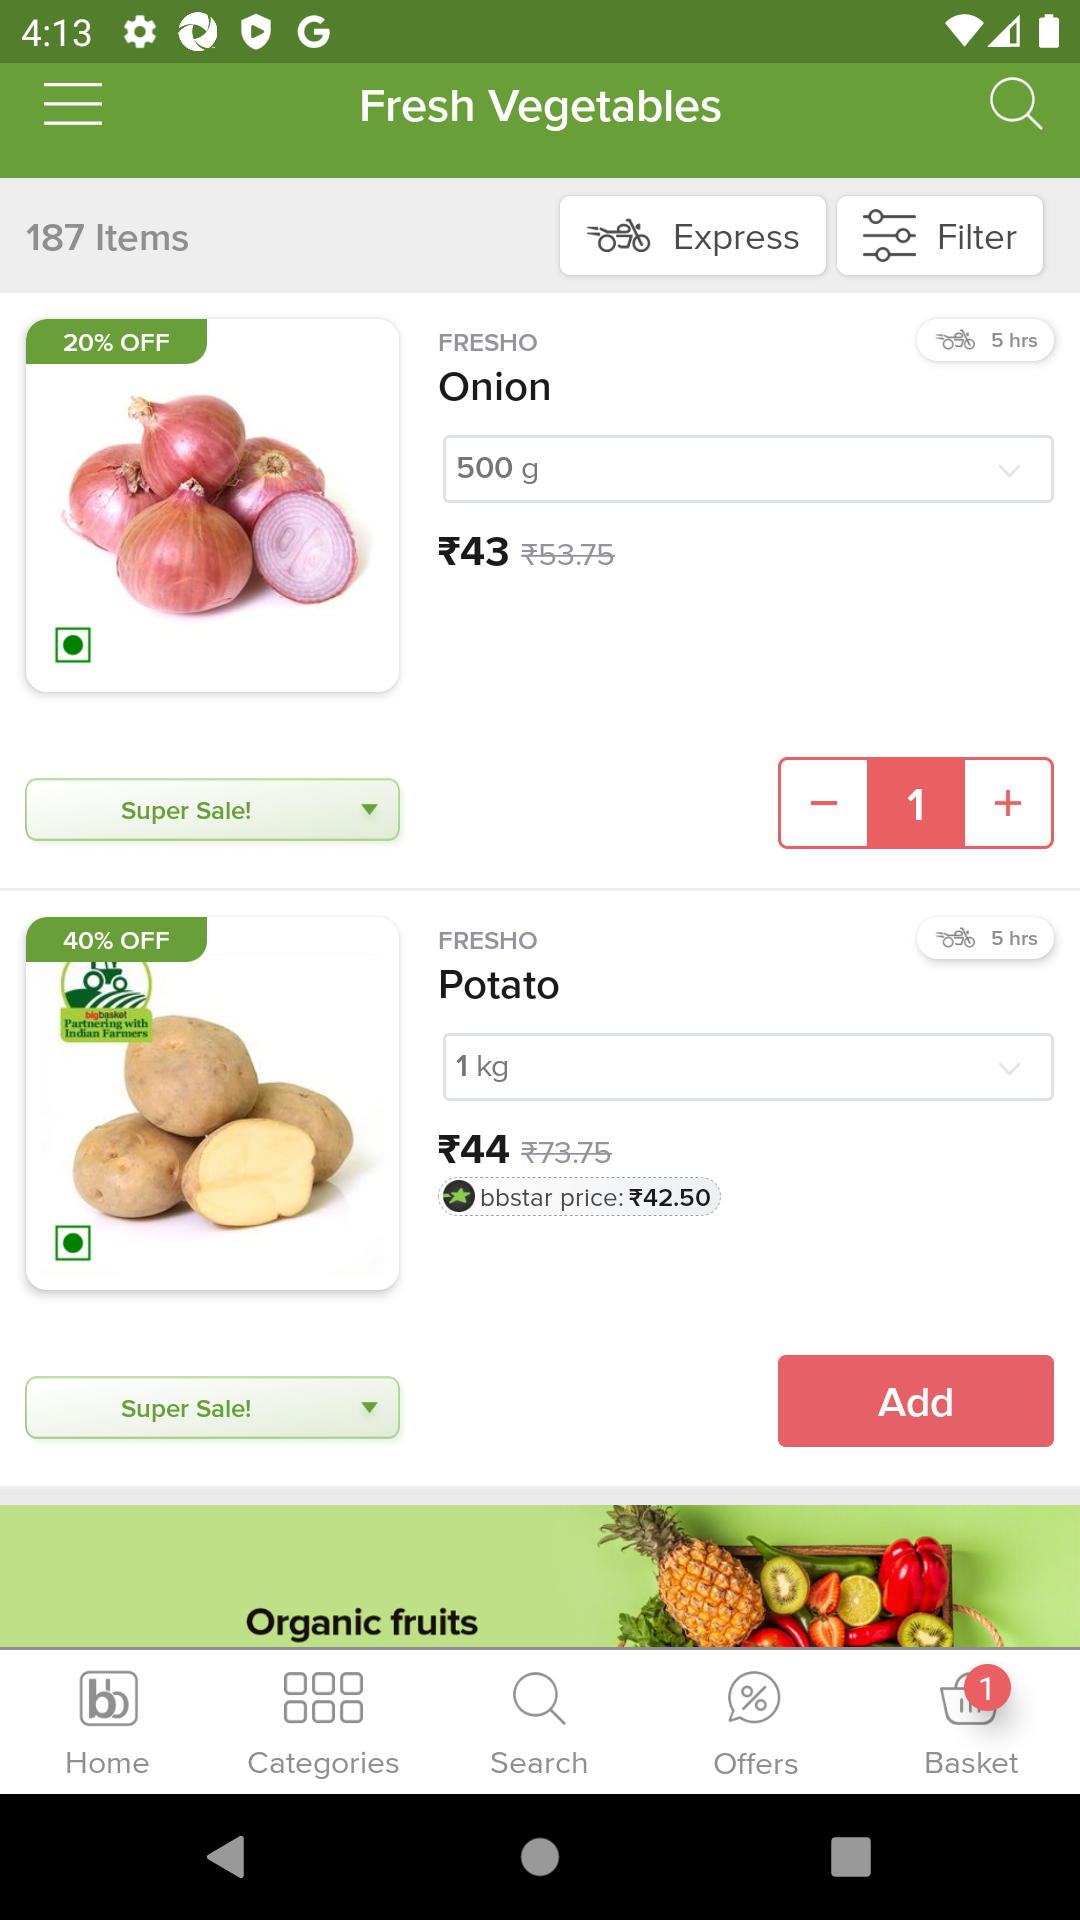 4:13
Fresh Vegetables
187 Items
Express
Filter
20% OFF
FRESHO
5 hrs
Onion
500 g
₹43 ₹53.75
Super Sale!
1
40% OFF
FRESHO
5 hrs
bigbasket
Partnering with
Indian Farmers
Potato
1 kg
₹44 ₹73.75
bbstar price: ₹42.50
Super Sale!
Add
Organic fruits
bb
1
Home
Categories
Search
Offers
Basket